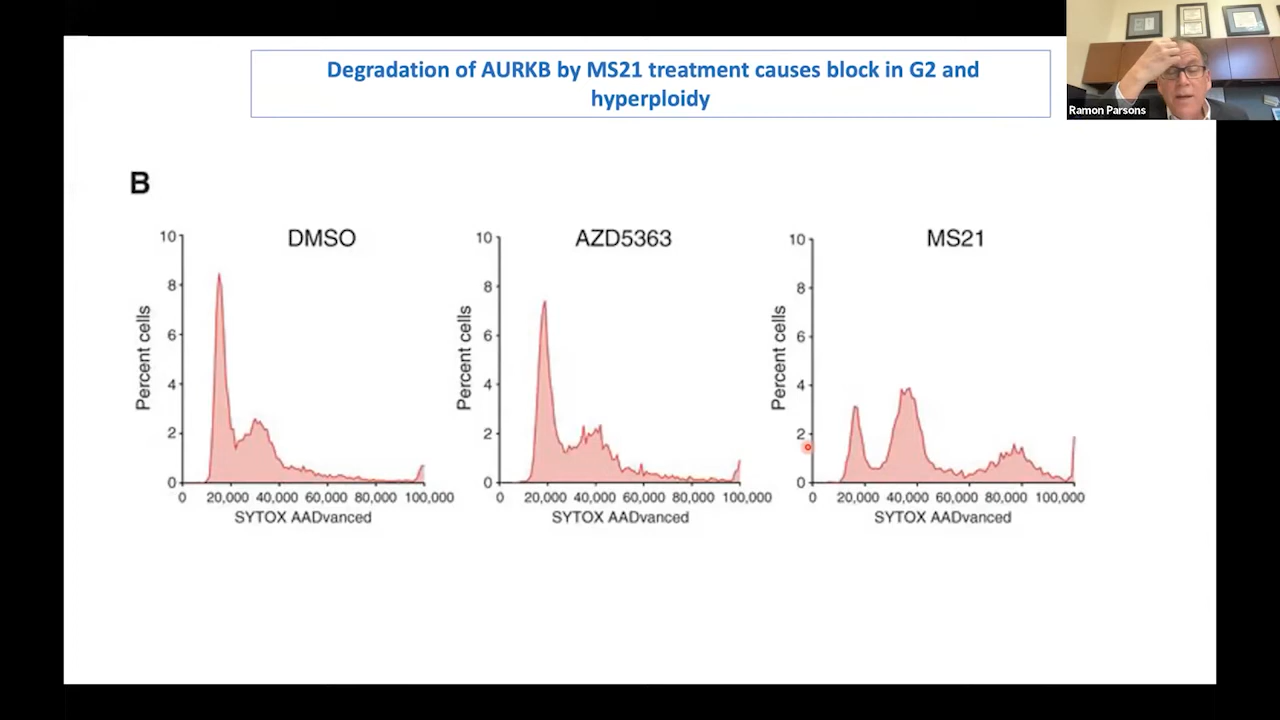 Degradation of AURKB by MS21 treatment causes block in G2 and
hyperploidy
Ramon Parsons
B
DMSO
Percent cells
10
8
6
4
2
0
0 20,000 40,000 60,000 80,000 100,000
SYTOX AADvanced
AZD5363
Percent cells
10
8
6
4
2
0
0 20,000 40,000 60,000 80,000 100,000
SYTOX AADvanced
MS21
Percent cells
10
8
6
4
2
0
0 20,000 40,000 60,000 80,000 100,000
SYTOX AADvanced